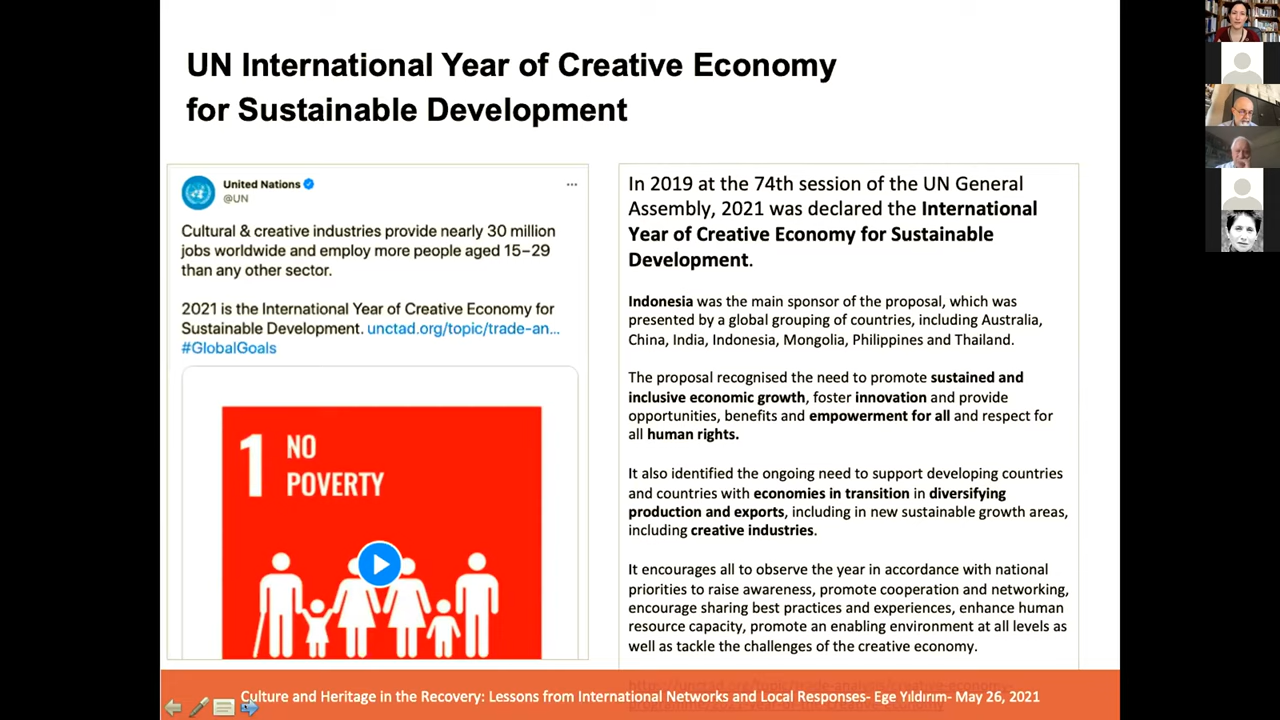 UN International Year of Creative Economy
for Sustainable Development
United Nations
@UN
Cultural & creative industries provide nearly 30 million
jobs worldwide and employ more people aged 15–29
than any other sector.
2021 is the International Year of Creative Economy for
Sustainable Development. unctad.org/topic/trade-an...
#GlobalGoals
1 NO
POVERTY
In 2019 at the 74th session of the UN General
Assembly, 2021 was declared the International
Year of Creative Economy for Sustainable
Development.
Indonesia was the main sponsor of the proposal, which was
presented by a global grouping of countries, including Australia,
China, India, Indonesia, Mongolia, Philippines and Thailand.
The proposal recognised the need to promote sustained and
inclusive economic growth, foster innovation and provide
opportunities, benefits and empowerment for all and respect for
all human rights.
It also identified the ongoing need to support developing countries
and countries with economies in transition in diversifying
production and exports, including in new sustainable growth areas,
including creative industries.
It encourages all to observe the year in accordance with national
priorities to raise awareness, promote cooperation and networking,
encourage sharing best practices and experiences, enhance human
resource capacity, promote an enabling environment at all levels as
well as tackle the challenges of the creative economy.
Culture and Heritage in the Recovery: Lessons from International Networks and Local Responses- Ege Yıldırım- May 26, 2021